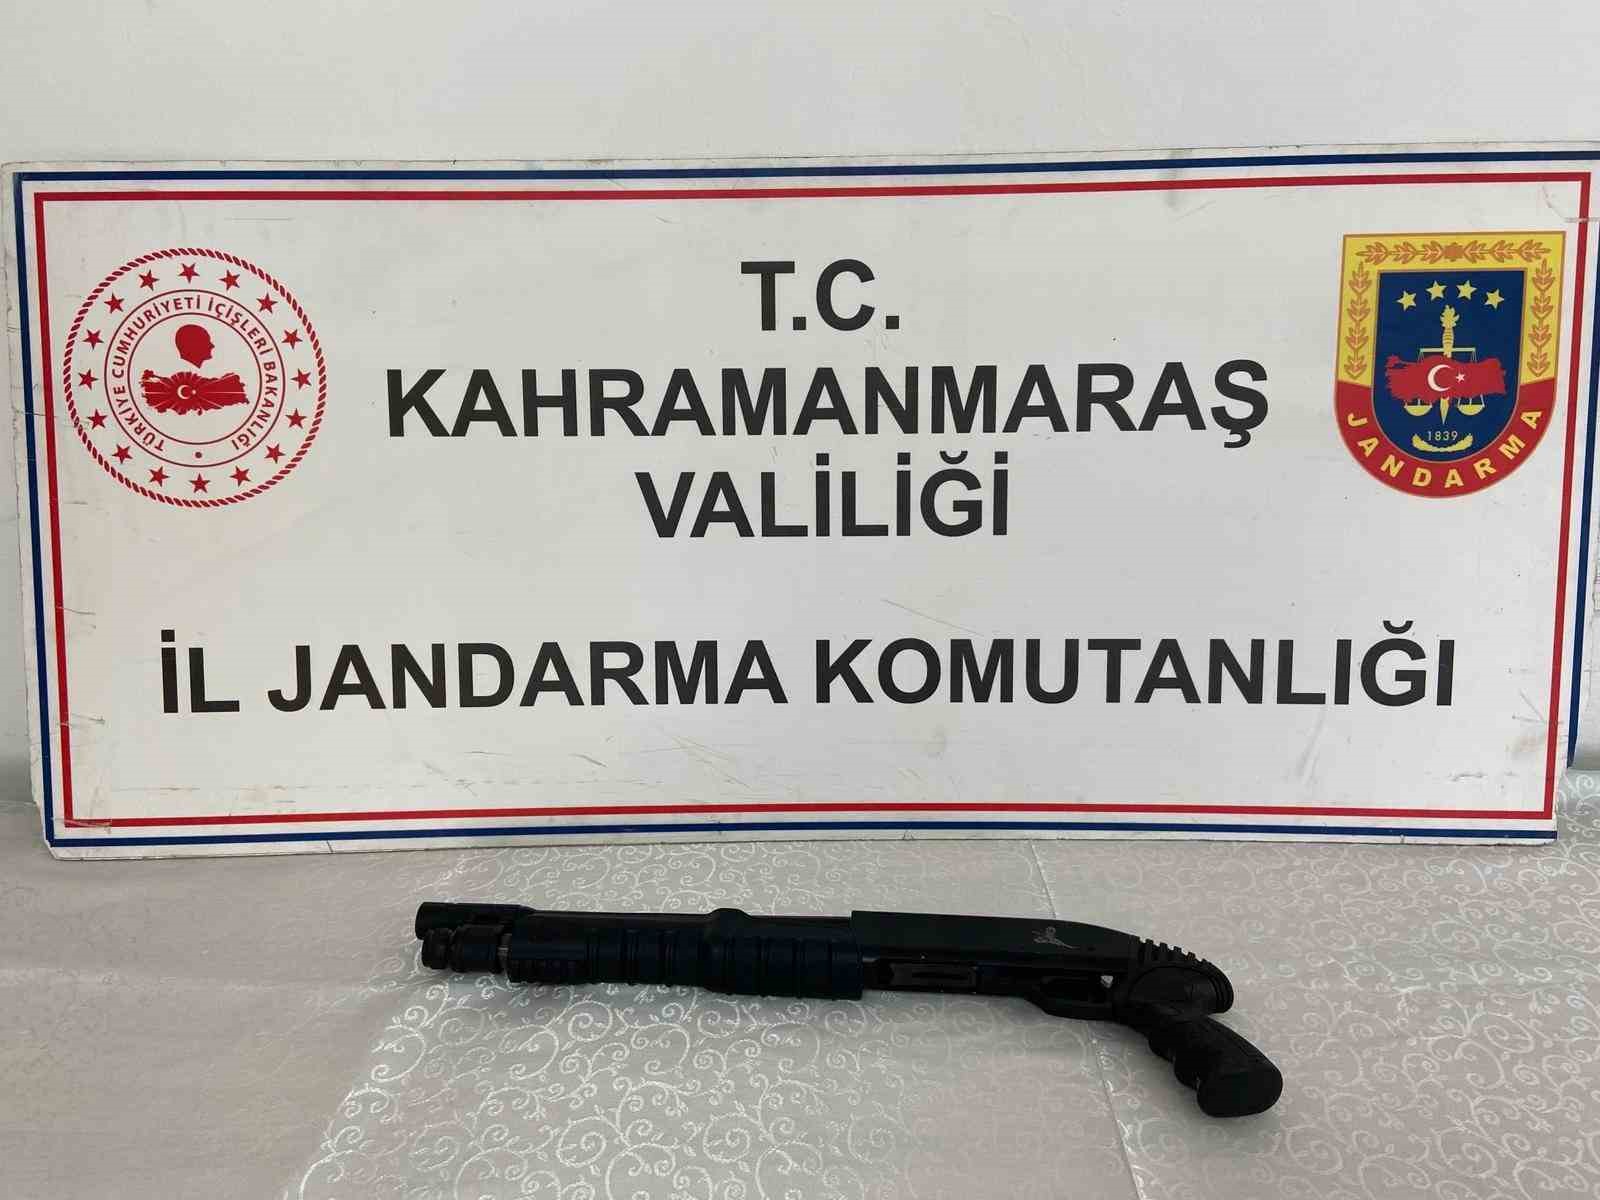 T.C.
KAHRAMANMARAŞ
VALİLİĞİ
İL JANDARMA KOMUTANLIĞI
TÜRKİYE CUMHURİYETİ İÇİŞLERİ BAKANLIĞI
1839
JANDARMA